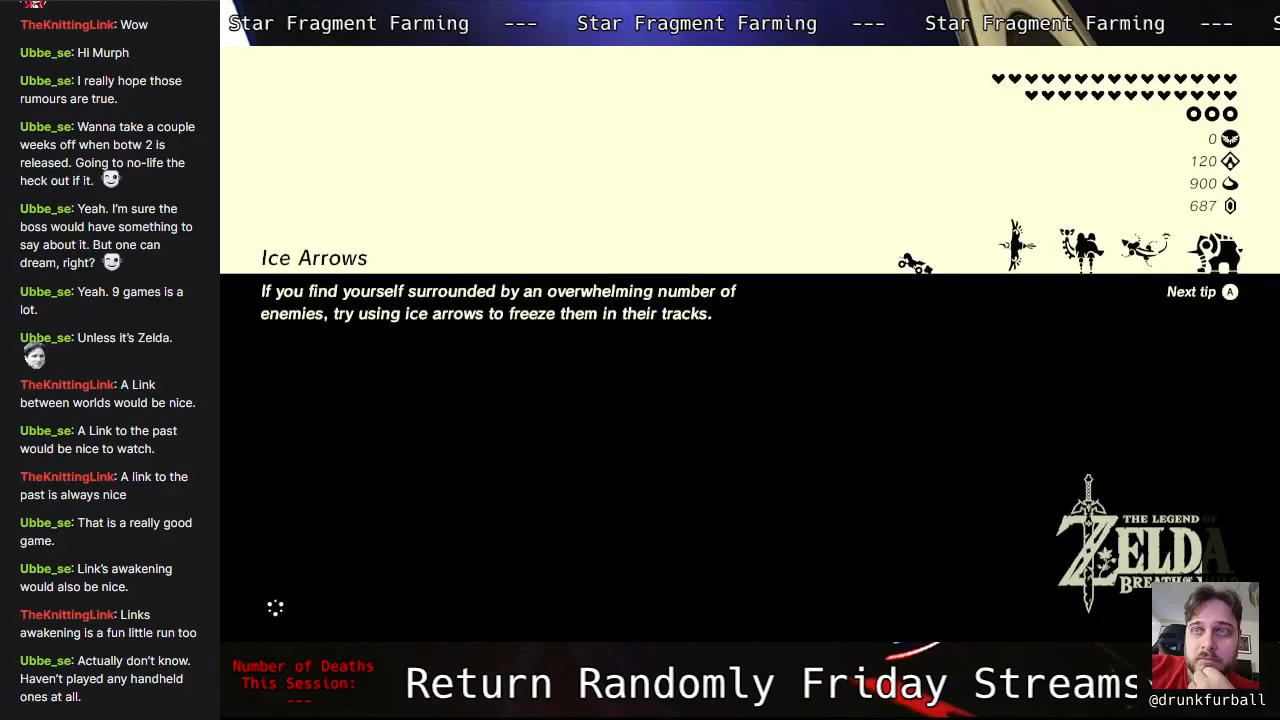 TheKnittingLink: Wow
Ubbe_se: Hi Murph
Ubbe_se: I really hope those
rumours are true.
Ubbe_se: Wanna take a couple
weeks off when botw 2 is
released. Going to no-life the
heck out if it.
Ubbe_se: Yeah. I'm sure the
boss would have something to
say about it. But one can
dream, right?
Ubbe_se: Yeah. 9 games is a
lot.
Ubbe_se: Unless it's Zelda.
TheKnittingLink: A Link
between worlds would be nice.
Ubbe_se: A Link to the past
would be nice to watch.
TheKnittingLink: A link to the
past is always nice
Ubbe_se: That is a really good
game.
Ubbe_se: Link's awakening
would also be nice.
TheKnittingLink: Links
awakening is a fun little run too
Ubbe_se: Actually don't know.
Haven't played any handheld
ones at all.
Star Fragment Farming --- Star Fragment Farming --- Star Fragment Farming --- S
0
120
900
687
Ice Arrows
If you find yourself surrounded by an overwhelming number of
enemies, try using ice arrows to freeze them in their tracks.
Next tip A
THE LEGEND OF
ZELDA
BREATH OF THE WILD
Number of Deaths
This Session:
---
Return Randomly Friday Streams
@drunkfurball